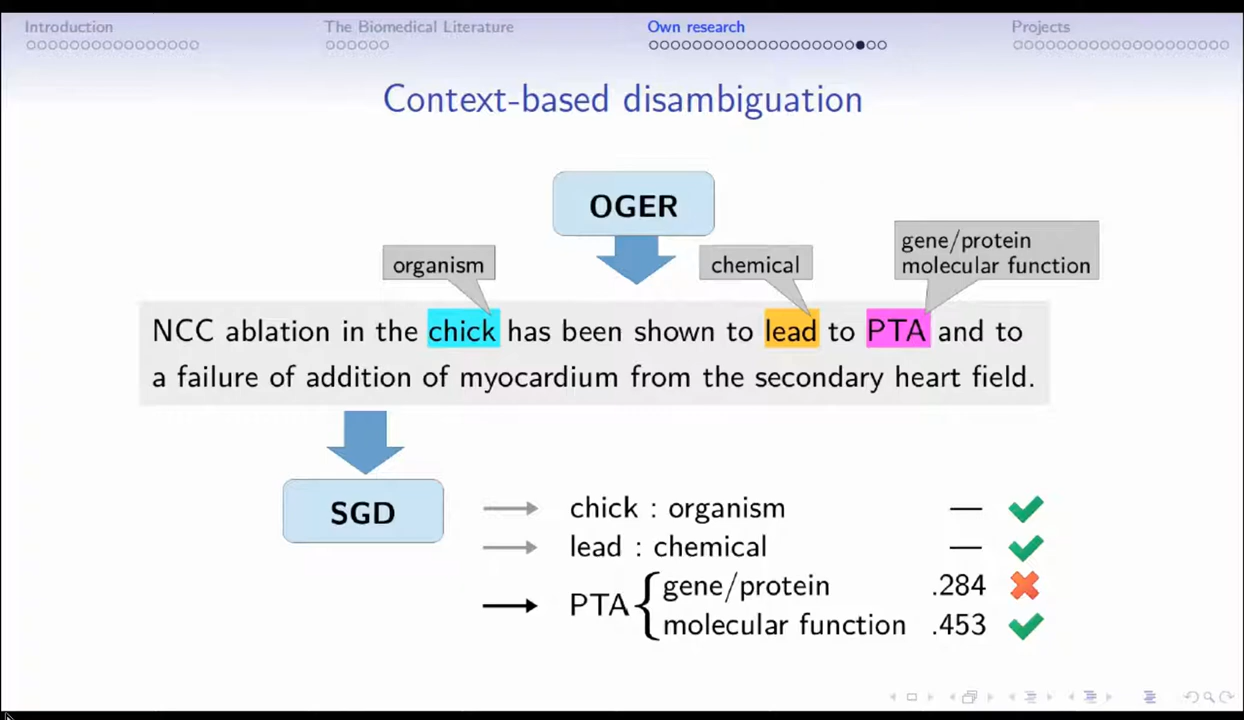 Introduction
The Biomedical Literature
Own research
Projects
Context-based disambiguation
OGER
organism
chemical
gene/protein
molecular function
NCC ablation in the chick has been shown to lead to PTA and to
a failure of addition of myocardium from the secondary heart field.
SGD
chick : organism —
lead : chemical —
PTA
gene/protein .284
molecular function .453